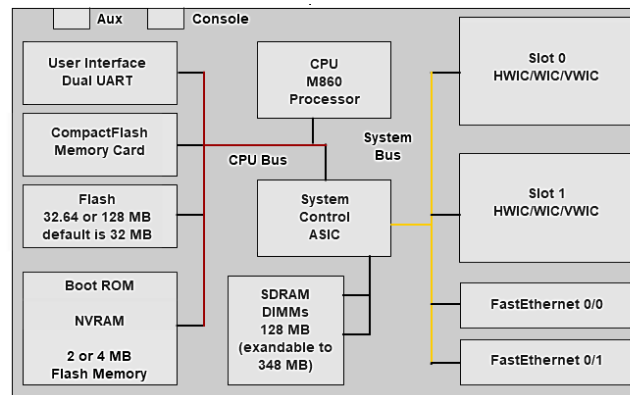 Aux
Console
User Interface
Dual UART
CompactFlash
Memory Card
Flash
32.64 or 128 MB
default is 32 MB
Boot ROM
NVRAM
2 or 4 MB
Flash Memory
CPU
M860
Processor
CPU Bus
System
Bus
System
Control
ASIC
SDRAM
DIMMs
128 MB
(exandable to
348 MB)
Slot 0
HWIC/WIC/VWIC
Slot 1
HWIC/WIC/VWIC
FastEthernet 0/0
FastEthernet 0/1